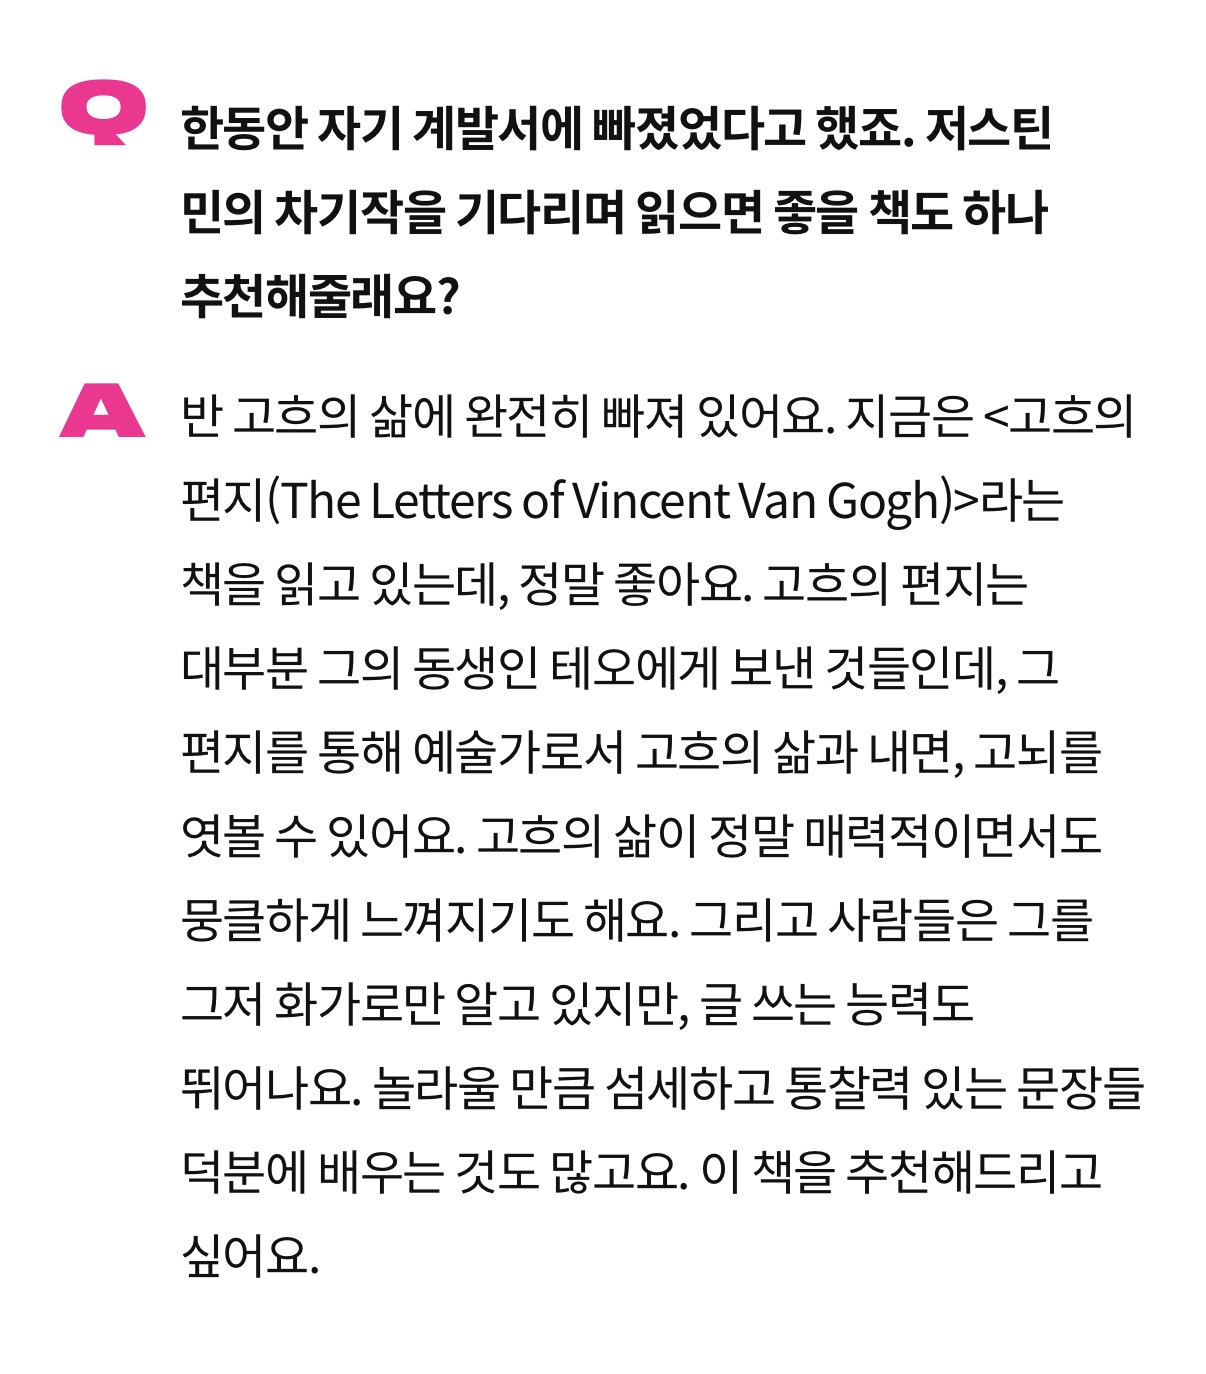 Q 한동안 자기 계발서에 빠졌었다고 했죠. 저스틴
민의 차기작을 기다리며 읽으면 좋을 책도 하나
추천해줄래요?
A 반 고흐의 삶에 완전히 빠져 있어요. 지금은 <고흐의
편지(The Letters of Vincent Van Gogh)>라는
책을 읽고 있는데, 정말 좋아요. 고흐의 편지는
대부분 그의 동생인 테오에게 보낸 것들인데, 그
편지를 통해 예술가로서 고흐의 삶과 내면, 고뇌를
엿볼 수 있어요. 고흐의 삶이 정말 매력적이면서도
뭉클하게 느껴지기도 해요. 그리고 사람들은 그를
그저 화가로만 알고 있지만, 글 쓰는 능력도
뛰어나요. 놀라울 만큼 섬세하고 통찰력 있는 문장들
덕분에 배우는 것도 많고요. 이 책을 추천해드리고
싶어요.